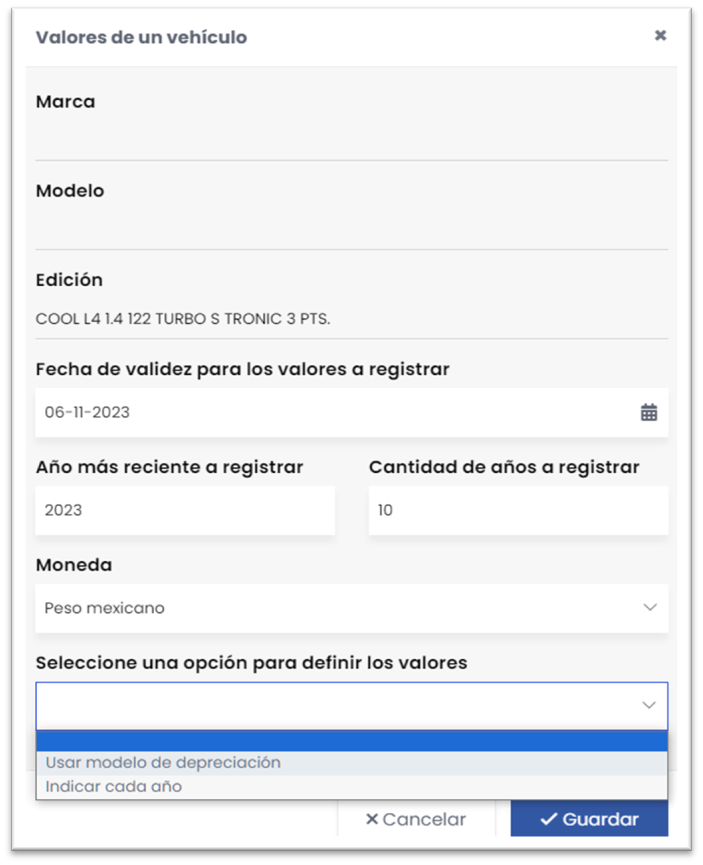 Valores de un vehículo
Marca
Modelo
Edición
COOL L4 1.4 122 TURBO S TRONIC 3 PTS.
Fecha de validez para los valores a registrar
06-11-2023
Año más reciente a registrar
Cantidad de años a registrar
2023
10
Moneda
Peso mexicano
Seleccione una opción para definir los valores
Usar modelo de depreciación
Indicar cada año
Cancelar
Guardar